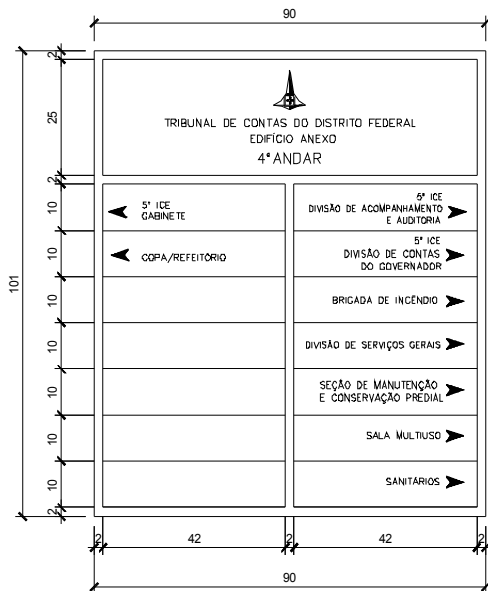 90
2
25
2
10
10
10
10
10
10
10
2
101
TRIBUNAL DE CONTAS DO DISTRITO FEDERAL
EDIFÍCIO ANEXO
4º ANDAR
5ª ICE
GABINETE
COPA/REFEITÓRIO
5ª ICE
DIVISÃO DE ACOMPANHAMENTO
E AUDITORIA
5ª ICE
DIVISÃO DE CONTAS
DO GOVERNADOR
BRIGADA DE INCÊNDIO
DIVISÃO DE SERVIÇOS GERAIS
SEÇÃO DE MANUTENÇÃO
E CONSERVAÇÃO PREDIAL
SALA MULTIUSO
SANITÁRIOS
2 42 2 42 2
90